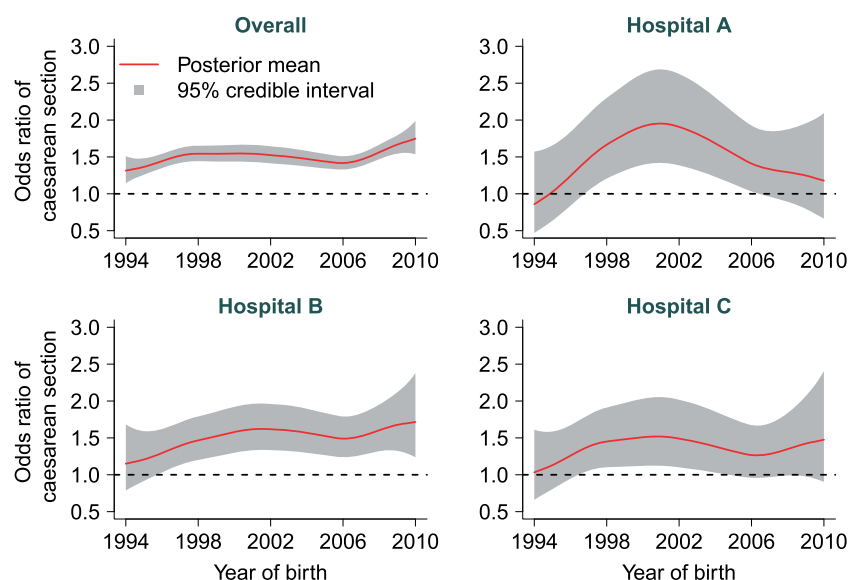 Overall
Odds ratio of
caesarean section
3.0
2.5
2.0
1.5
1.0
0.5
Posterior mean
95% credible interval
1994 1998 2002 2006 2010
Hospital A
3.0
2.5
2.0
1.5
1.0
0.5
1994 1998 2002 2006 2010
Hospital B
Odds ratio of
caesarean section
3.0
2.5
2.0
1.5
1.0
0.5
1994 1998 2002 2006 2010
Year of birth
Hospital C
3.0
2.5
2.0
1.5
1.0
0.5
1994 1998 2002 2006 2010
Year of birth